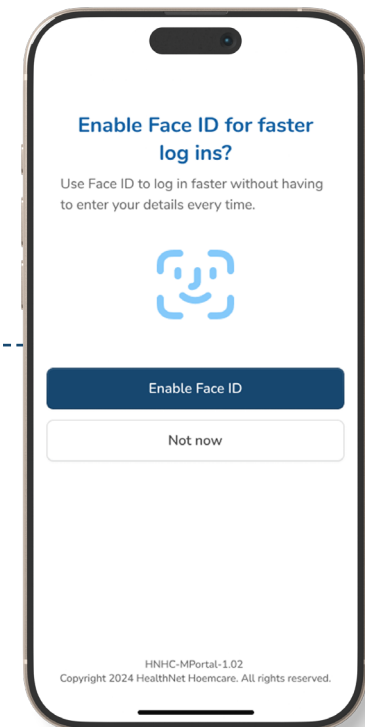 Enable Face ID for faster
log ins?
Use Face ID to log in faster without having
to enter your details every time.
Enable Face ID
Not now
HNHC-MPortal-1.02
Copyright 2024 HealthNet Hoemcare. All rights reserved.